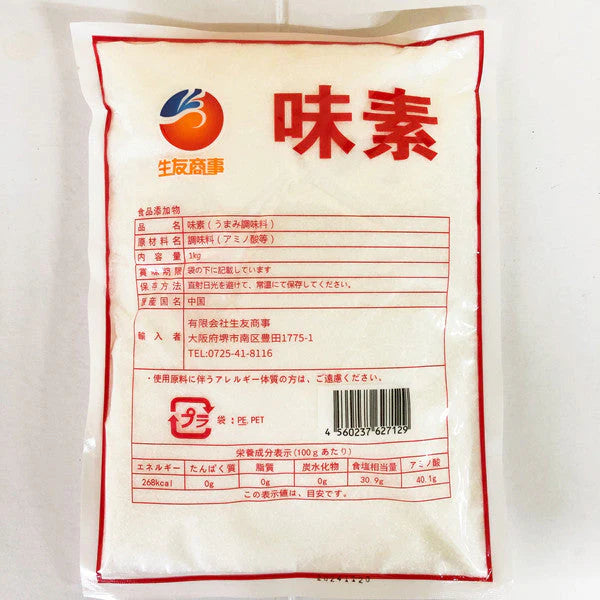 味素
生友商事
食品添加物
品名 味素(うまみ調味料)
原材料名 調味料(アミノ酸等)
内容量 1kg
賞味期限 袋の下に記載しています
保存方法 直射日光を避けて、常温にて保存してください。
原産国名 中国
輸入者 有限会社生友商事
大阪府堺市南区豊田1775-1
TEL:0725-41-8116
・使用原料に伴うアレルギー体質の方は、ご遠慮ください。
プラ 袋：PE, PET
4 560237 627129
栄養成分表示(100gあたり)
エネルギー たんぱく質 脂質 炭水化物 食塩相当量 アミノ酸
268kcal 0g 0g 0g 30.9g 40.1g
この表示値は、目安です。